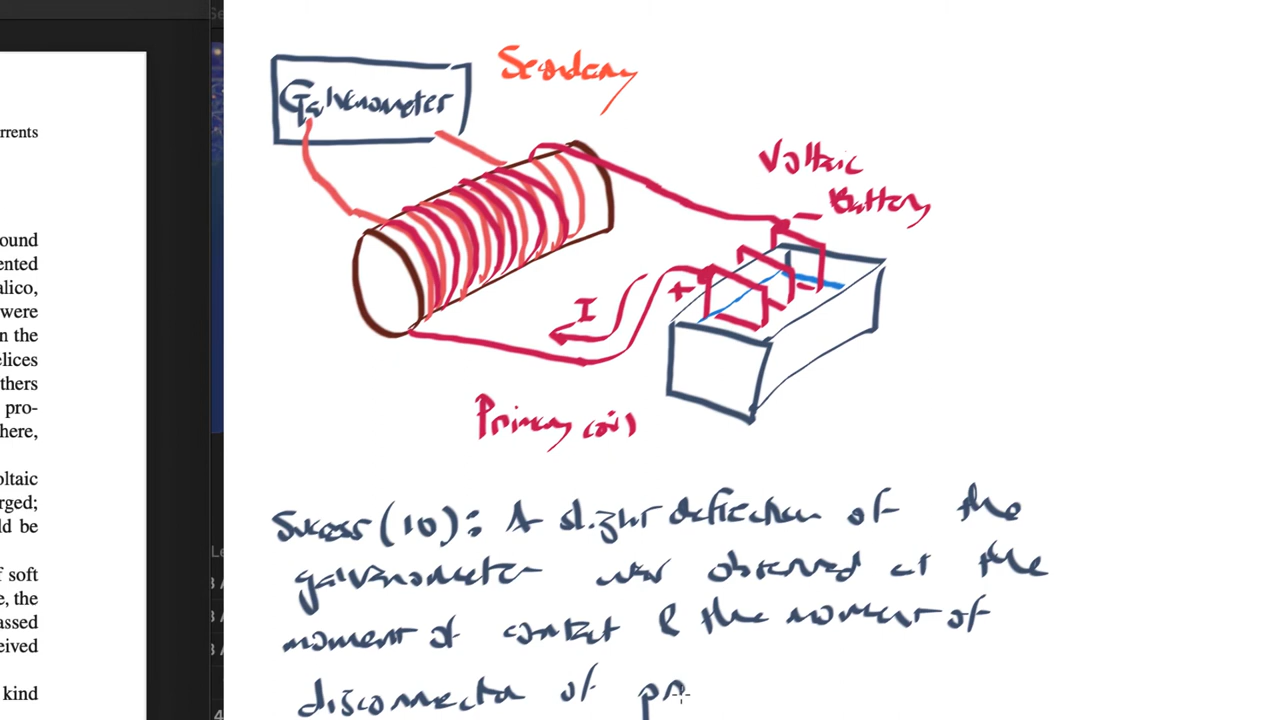 rrents
ound
ented
alico,
were
n the
elices
thers
pro-
here,
oltaic
rged;
ld be
f soft
e, the
assed
eived
kind
Galvanometer
Secondary
Voltaic
Battery
-
+
-
I
Primary coil
Success (10): A slight deflection of the
galvanometer was observed at the
moment of contact & the moment of
disconnecton of pr